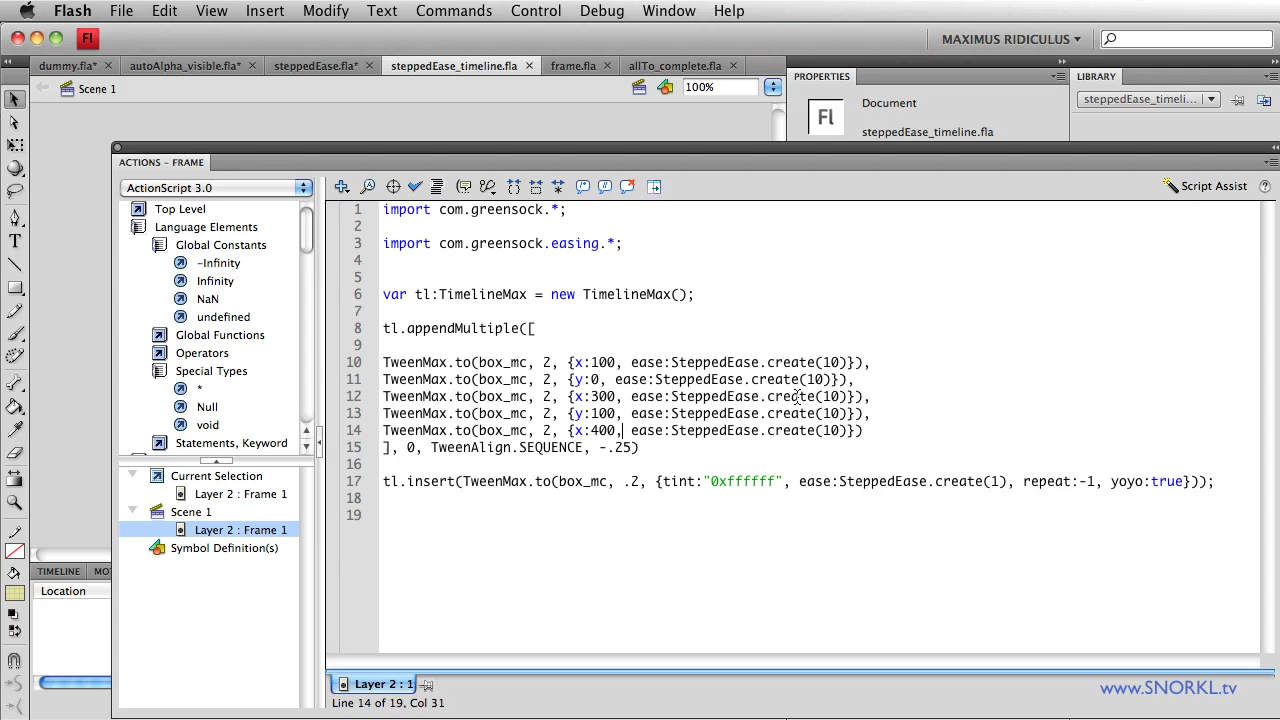 Flash File Edit View Insert Modify Text Commands Control Debug Window Help
Fl MAXIMUS RIDICULUS
dummy.fla* autoAlpha_visible.fla* steppedEase.fla* steppedEase_timeline.fla frame.fla allTo_complete.fla
Scene 1 100%
PROPERTIES LIBRARY
Fl Document steppedEase_timeli...
steppedEase_timeline.fla
ACTIONS – FRAME
ActionScript 3.0
Script Assist
Top Level
Language Elements
Global Constants
-Infinity
Infinity
NaN
undefined
Global Functions
Operators
Special Types
*
Null
void
Statements, Keyword
Current Selection
Layer 2 : Frame 1
Scene 1
Layer 2 : Frame 1
Symbol Definition(s)
1 import com.greensock.*;
2
3 import com.greensock.easing.*;
4
5
6 var tl:TimelineMax = new TimelineMax();
7
8 tl.appendMultiple([
9
10 TweenMax.to(box_mc, 2, {x:100, ease:SteppedEase.create(10)}),
11 TweenMax.to(box_mc, 2, {y:0, ease:SteppedEase.create(10)}),
12 TweenMax.to(box_mc, 2, {x:300, ease:SteppedEase.create(10)}),
13 TweenMax.to(box_mc, 2, {y:100, ease:SteppedEase.create(10)}),
14 TweenMax.to(box_mc, 2, {x:400, ease:SteppedEase.create(10)})
15 ], 0, TweenAlign.SEQUENCE, -.25)
16
17 tl.insert(TweenMax.to(box_mc, .2, {tint:"0xffffff", ease:SteppedEase.create(1), repeat:-1, yoyo:true}));
18
19
TIMELINE MOT
Location
Layer 2 : 1
Line 14 of 19, Col 31
www.SNORKL.tv